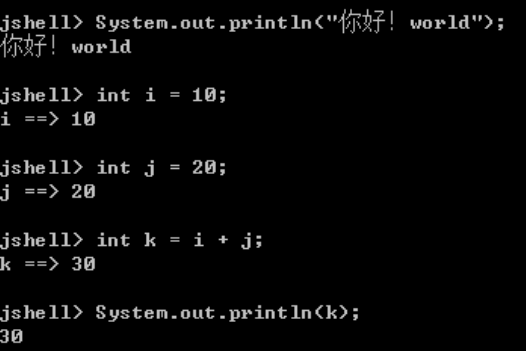 jshell> System.out.println("你好！world");
你好！world
jshell> int i = 10;
i ==> 10
jshell> int j = 20;
j ==> 20
jshell> int k = i + j;
k ==> 30
jshell> System.out.println(k);
30